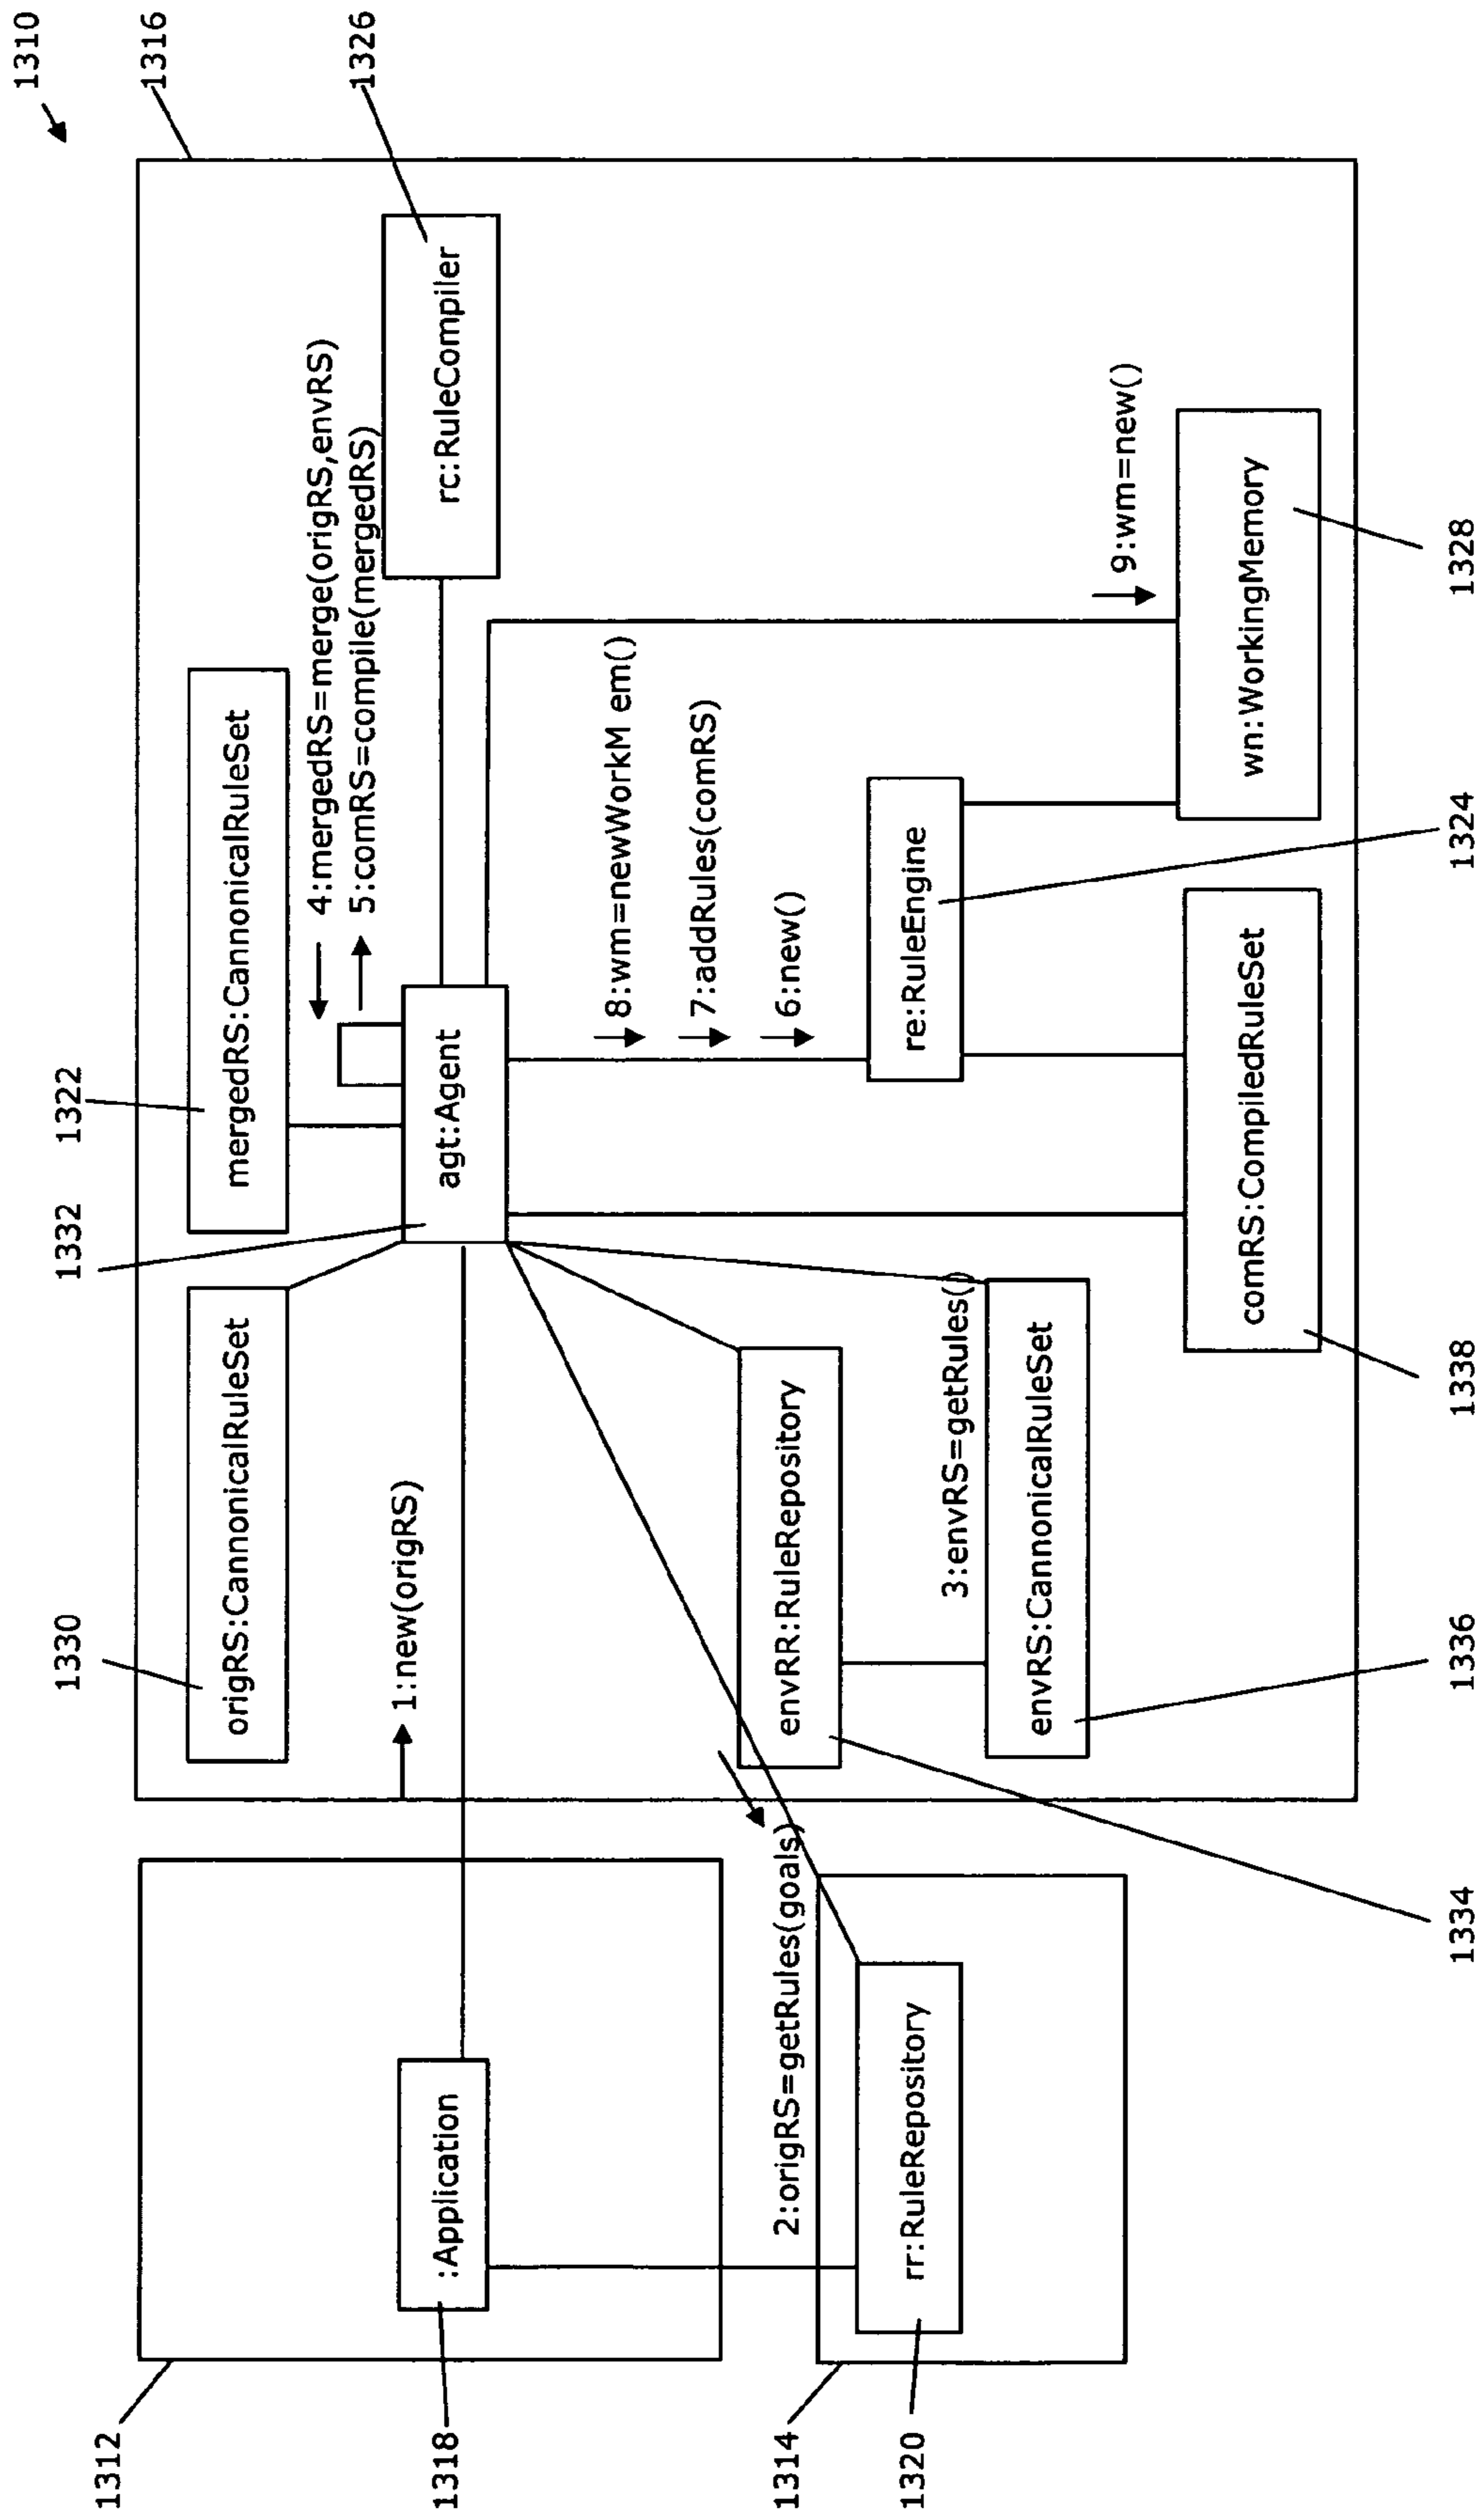 1310
1316
1326
1322
1332
1330
mergedRS:CannonicalRuleSet
origRS:CannonicalRuleSet
4:mergedRS=merge(origRS,envRS)
5:comRS=compile(mergedRS)
rc:RuleCompiler
1:new(origRS)
agt:Agent
:Application
1312
1318
8:wm=newWorkM em()
7:addRules(comRS)
6:new()
2:origRS=getRules(goals)
envRR:RuleRepository
re:RuleEngine
rr:RuleRepository
3:envRS=getRules()
envRS:CannonicalRuleSet
9:wm=new()
comRS:CompiledRuleSet
wn:WorkingMemory
1314
1320
1334
1336
1338
1324
1328